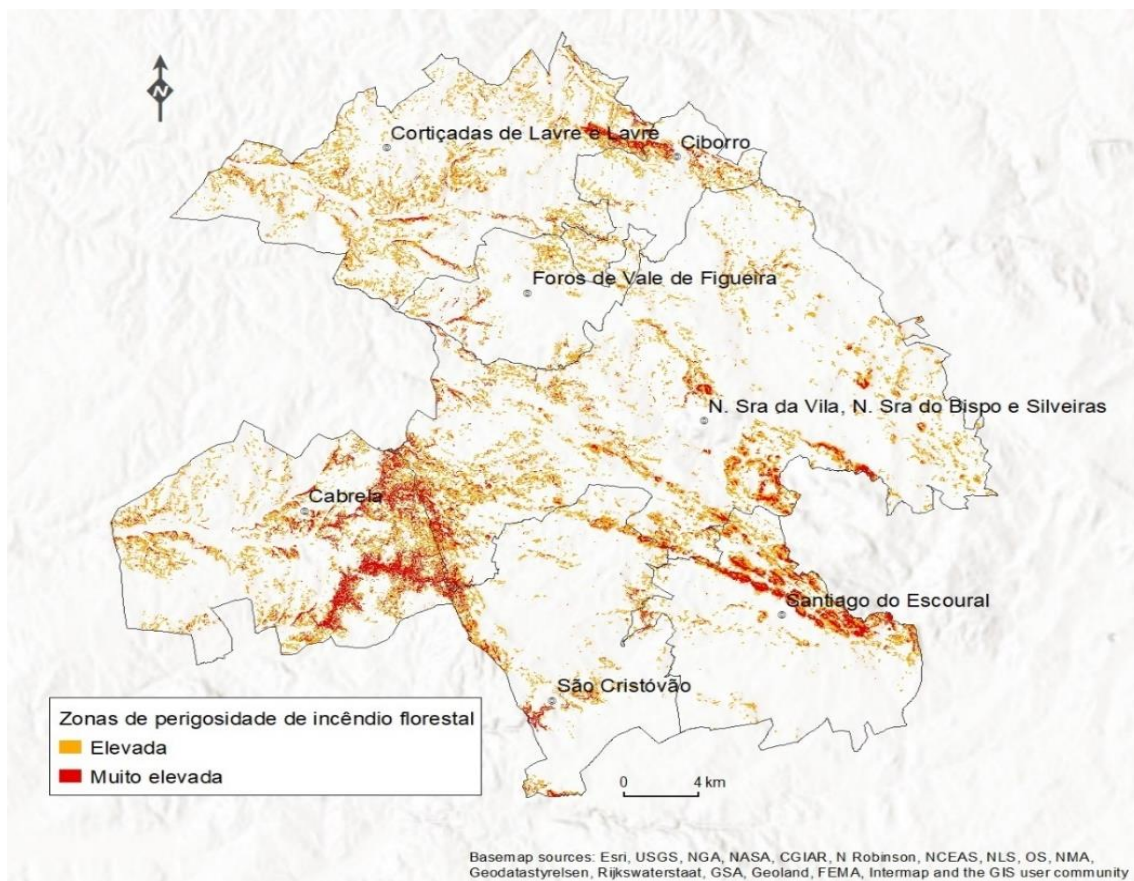 N
Cortiçadas de Lavre e Lavre
Ciborro
Foros de Vale de Figueira
N. Sra da Vila, N. Sra do Bispo e Silveiras
Cabrela
Santiago do Escoural
São Cristóvão
Zonas de perigosidade de incêndio florestal
Elevada
Muito elevada
0 4 km
Basemap sources: Esri, USGS, NGA, NASA, CGIAR, N Robinson, NCEAS, NLS, OS, NMA,
Geodatastyrelsen, Rijkswaterstaat, GSA, Geoland, FEMA, Intermap and the GIS user community